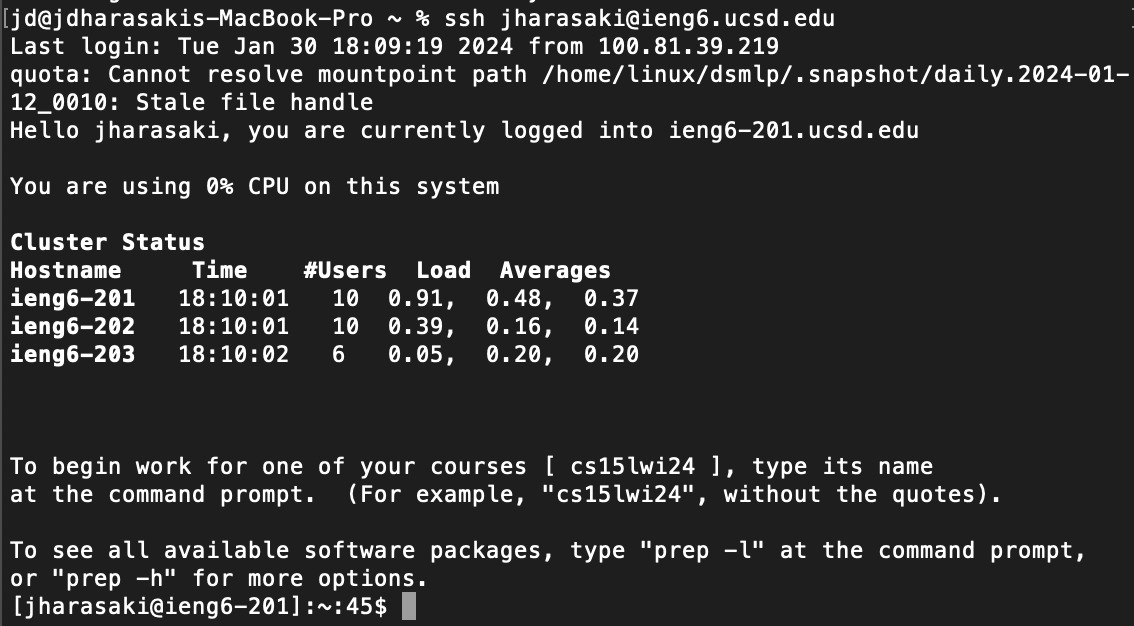 [jd@jdharasakis-MacBook-Pro ~ % ssh jharasaki@ieng6.ucsd.edu ]
Last login: Tue Jan 30 18:09:19 2024 from 100.81.39.219
quota: Cannot resolve mountpoint path /home/linux/dsmlp/.snapshot/daily.2024-01-
12_0010: Stale file handle
Hello jharasaki, you are currently logged into ieng6-201.ucsd.edu
You are using 0% CPU on this system
Cluster Status
Hostname     Time    #Users  Load  Averages
ieng6-201   18:10:01   10  0.91,  0.48,  0.37
ieng6-202   18:10:01   10  0.39,  0.16,  0.14
ieng6-203   18:10:02   6   0.05,  0.20,  0.20
To begin work for one of your courses [ cs15lwi24 ], type its name
at the command prompt.  (For example, "cs15lwi24", without the quotes).
To see all available software packages, type "prep -l" at the command prompt,
or "prep -h" for more options.
[jharasaki@ieng6-201]:~:45$